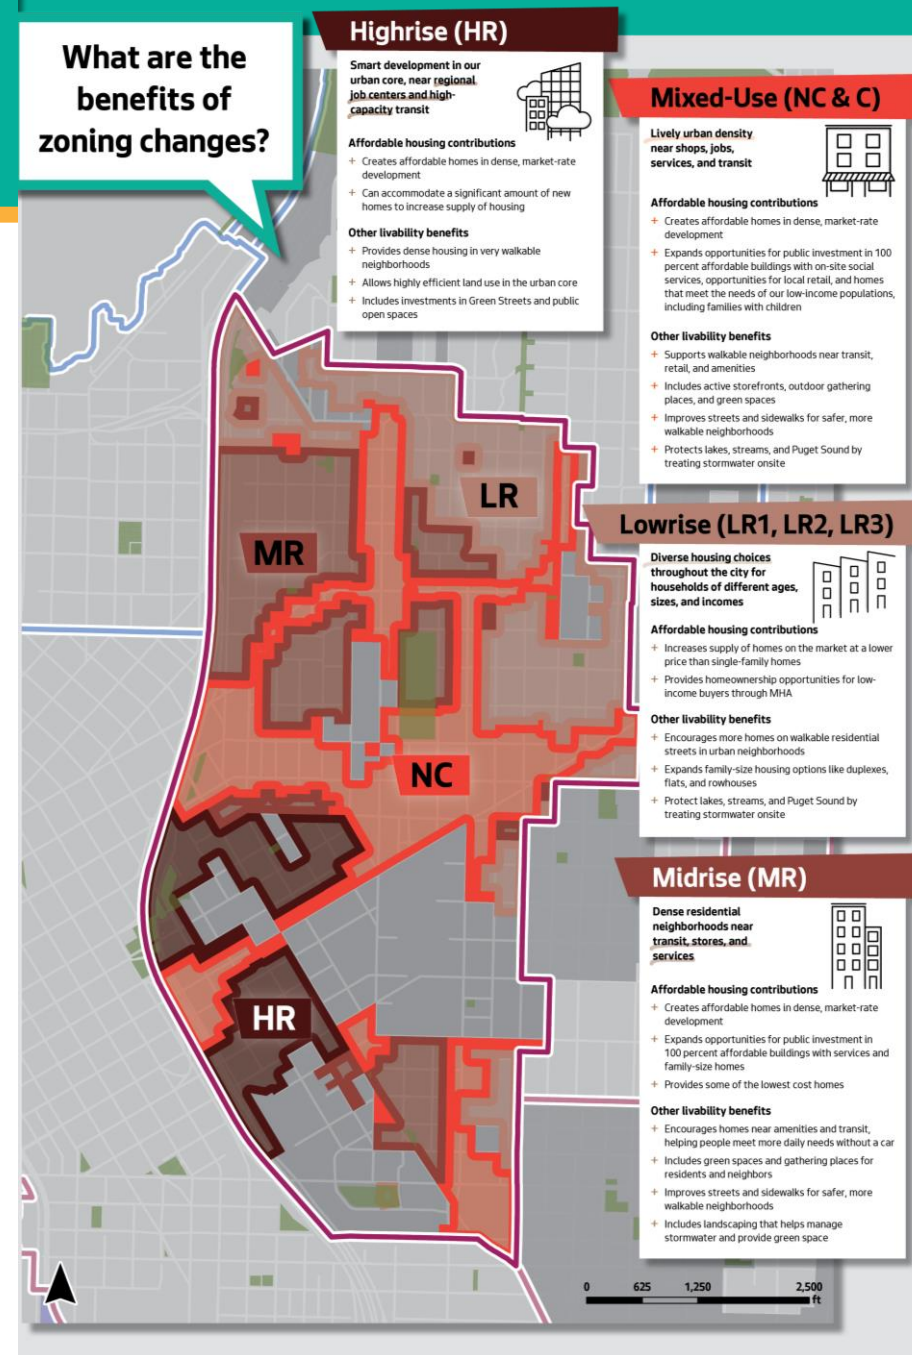 What are the
benefits of
zoning changes?
Highrise (HR)
Smart development in our
urban core, near regional
job centers and high-
capacity transit
Affordable housing contributions
+ Creates affordable homes in dense, market-rate
development
+ Can accommodate a significant amount of new
homes to increase supply of housing
Other livability benefits
+ Provides dense housing in very walkable
neighborhoods
+ Allows highly efficient land use in the urban core
+ Includes investments in Green Streets and public
open spaces
Mixed-Use (NC & C)
Lively urban density
near shops, jobs,
services, and transit
Affordable housing contributions
+ Creates affordable homes in dense, market-rate
development
+ Expands opportunities for public investment in 100
percent affordable buildings with on-site social
services, opportunities for local retail, and homes
that meet the needs of our low-income populations,
including families with children
Other livability benefits
+ Supports walkable neighborhoods near transit,
retail, and amenities
+ Includes active storefronts, outdoor gathering
places, and green spaces
+ Improves streets and sidewalks for safer, more
walkable neighborhoods
+ Protects lakes, streams, and Puget Sound by
treating stormwater onsite
Lowrise (LR1, LR2, LR3)
Diverse housing choices
throughout the city for
households of different ages,
sizes, and incomes
Affordable housing contributions
+ Increases supply of homes on the market at a lower
price than single-family homes
+ Provides homeownership opportunities for low-
income buyers through MHA
Other livability benefits
+ Encourages more homes on walkable residential
streets in urban neighborhoods
+ Expands family-size housing options like duplexes,
flats, and rowhouses
+ Protect lakes, streams, and Puget Sound by
treating stormwater onsite
Midrise (MR)
Dense residential
neighborhoods near
transit, stores, and
services
Affordable housing contributions
+ Creates affordable homes in dense, market-rate
development
+ Expands opportunities for public investment in
100 percent affordable buildings with services and
family-size homes
+ Provides some of the lowest cost homes
Other livability benefits
+ Encourages homes near amenities and transit,
helping people meet more daily needs without a car
+ Includes green spaces and gathering places for
residents and neighbors
+ Improves streets and sidewalks for safer, more
walkable neighborhoods
+ Includes landscaping that helps manage
stormwater and provide green space
LR
MR
NC
HR
0 625 1,250 2,500
ft